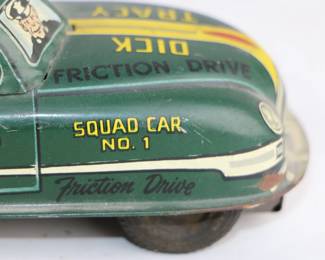 TRACY
DICK
FRICTION DRIVE
SQUAD CAR
NO. 1
Friction Drive